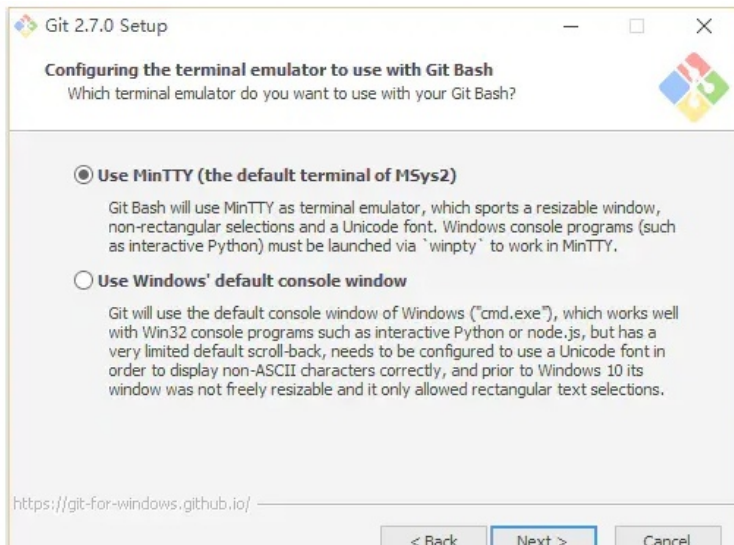 Git 2.7.0 Setup
Configuring the terminal emulator to use with Git Bash
Which terminal emulator do you want to use with your Git Bash?
Use MinTTY (the default terminal of MSys2)
Git Bash will use MinTTY as terminal emulator, which sports a resizable window,
non-rectangular selections and a Unicode font. Windows console programs (such
as interactive Python) must be launched via `winpty` to work in MinTTY.
Use Windows' default console window
Git will use the default console window of Windows ("cmd.exe"), which works well
with Win32 console programs such as interactive Python or node.js, but has a
very limited default scroll-back, needs to be configured to use a Unicode font in
order to display non-ASCII characters correctly, and prior to Windows 10 its
window was not freely resizable and it only allowed rectangular text selections.
https://git-for-windows.github.io/
< Back Next > Cancel